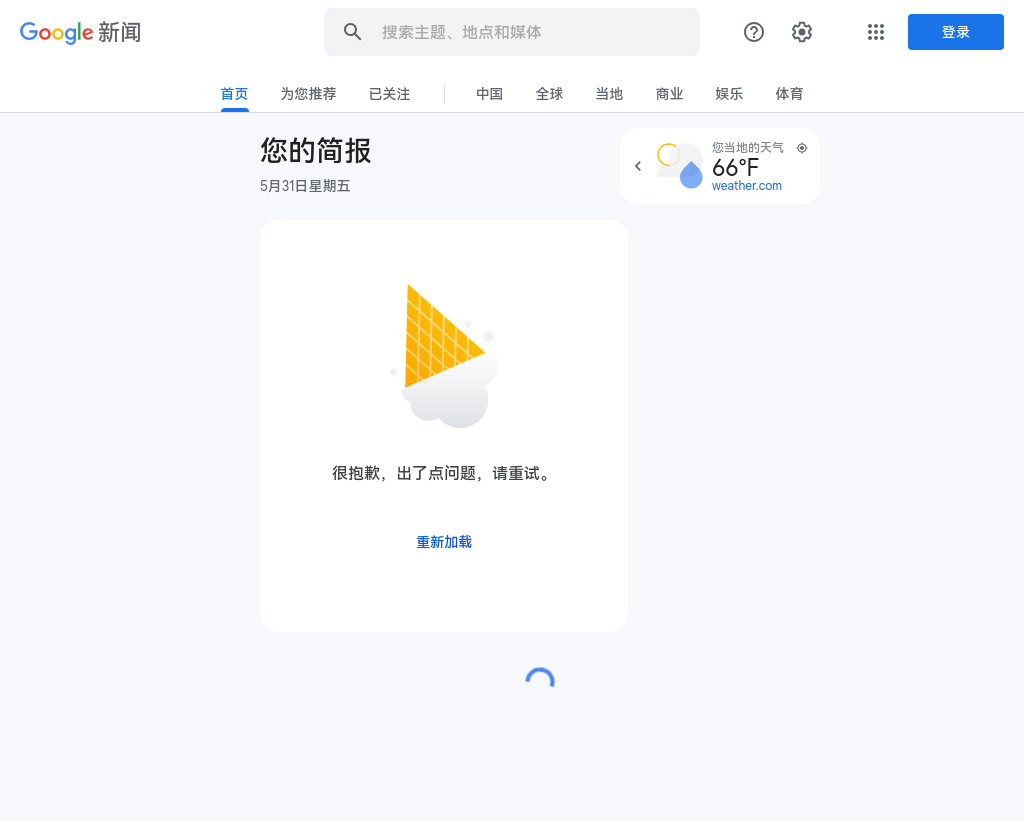 Google 新闻
搜索主题、地点和媒体
登录
首页 为您推荐 已关注 中国 全球 当地 商业 娱乐 体育
您的简报
5月31日星期五
您当地的天气
66°F
weather.com
很抱歉，出了点问题，请重试。
重新加载